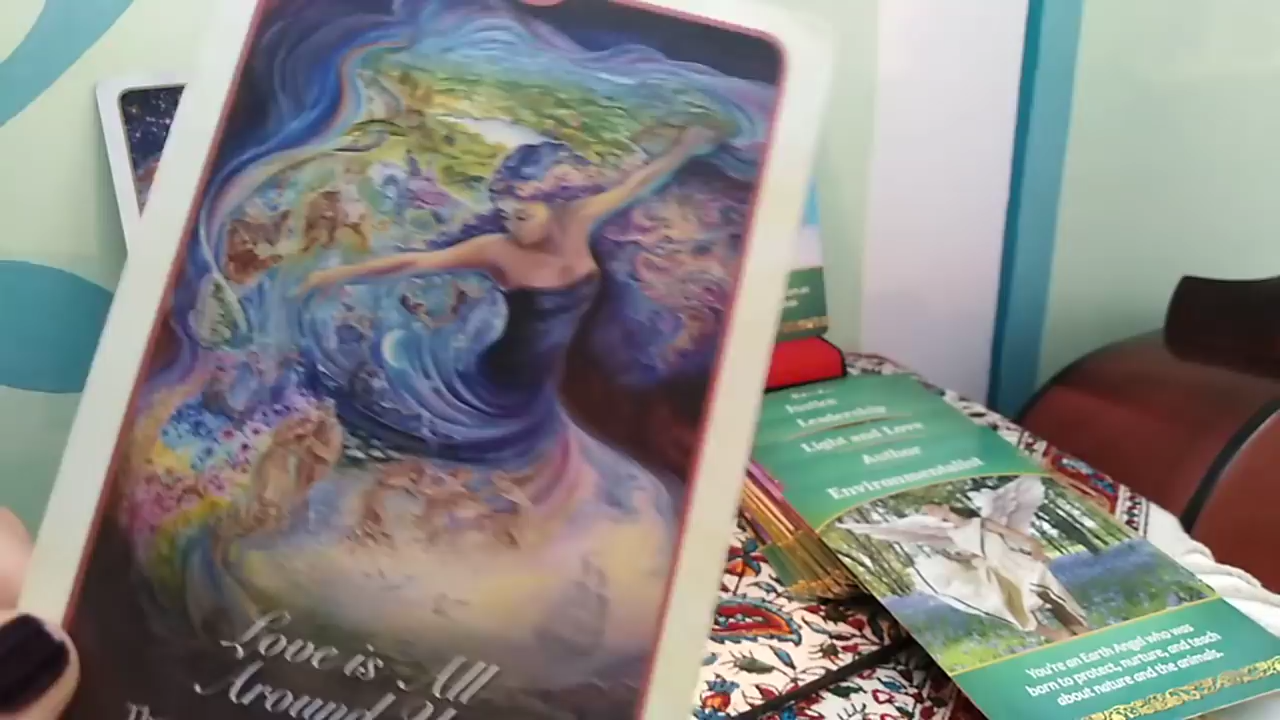 Love is All
Around
Justice
Leadership
Light and Love
Author
Environmentalist
You're an Earth Angel who was
born to protect, nurture, and teach
about nature and the animals.